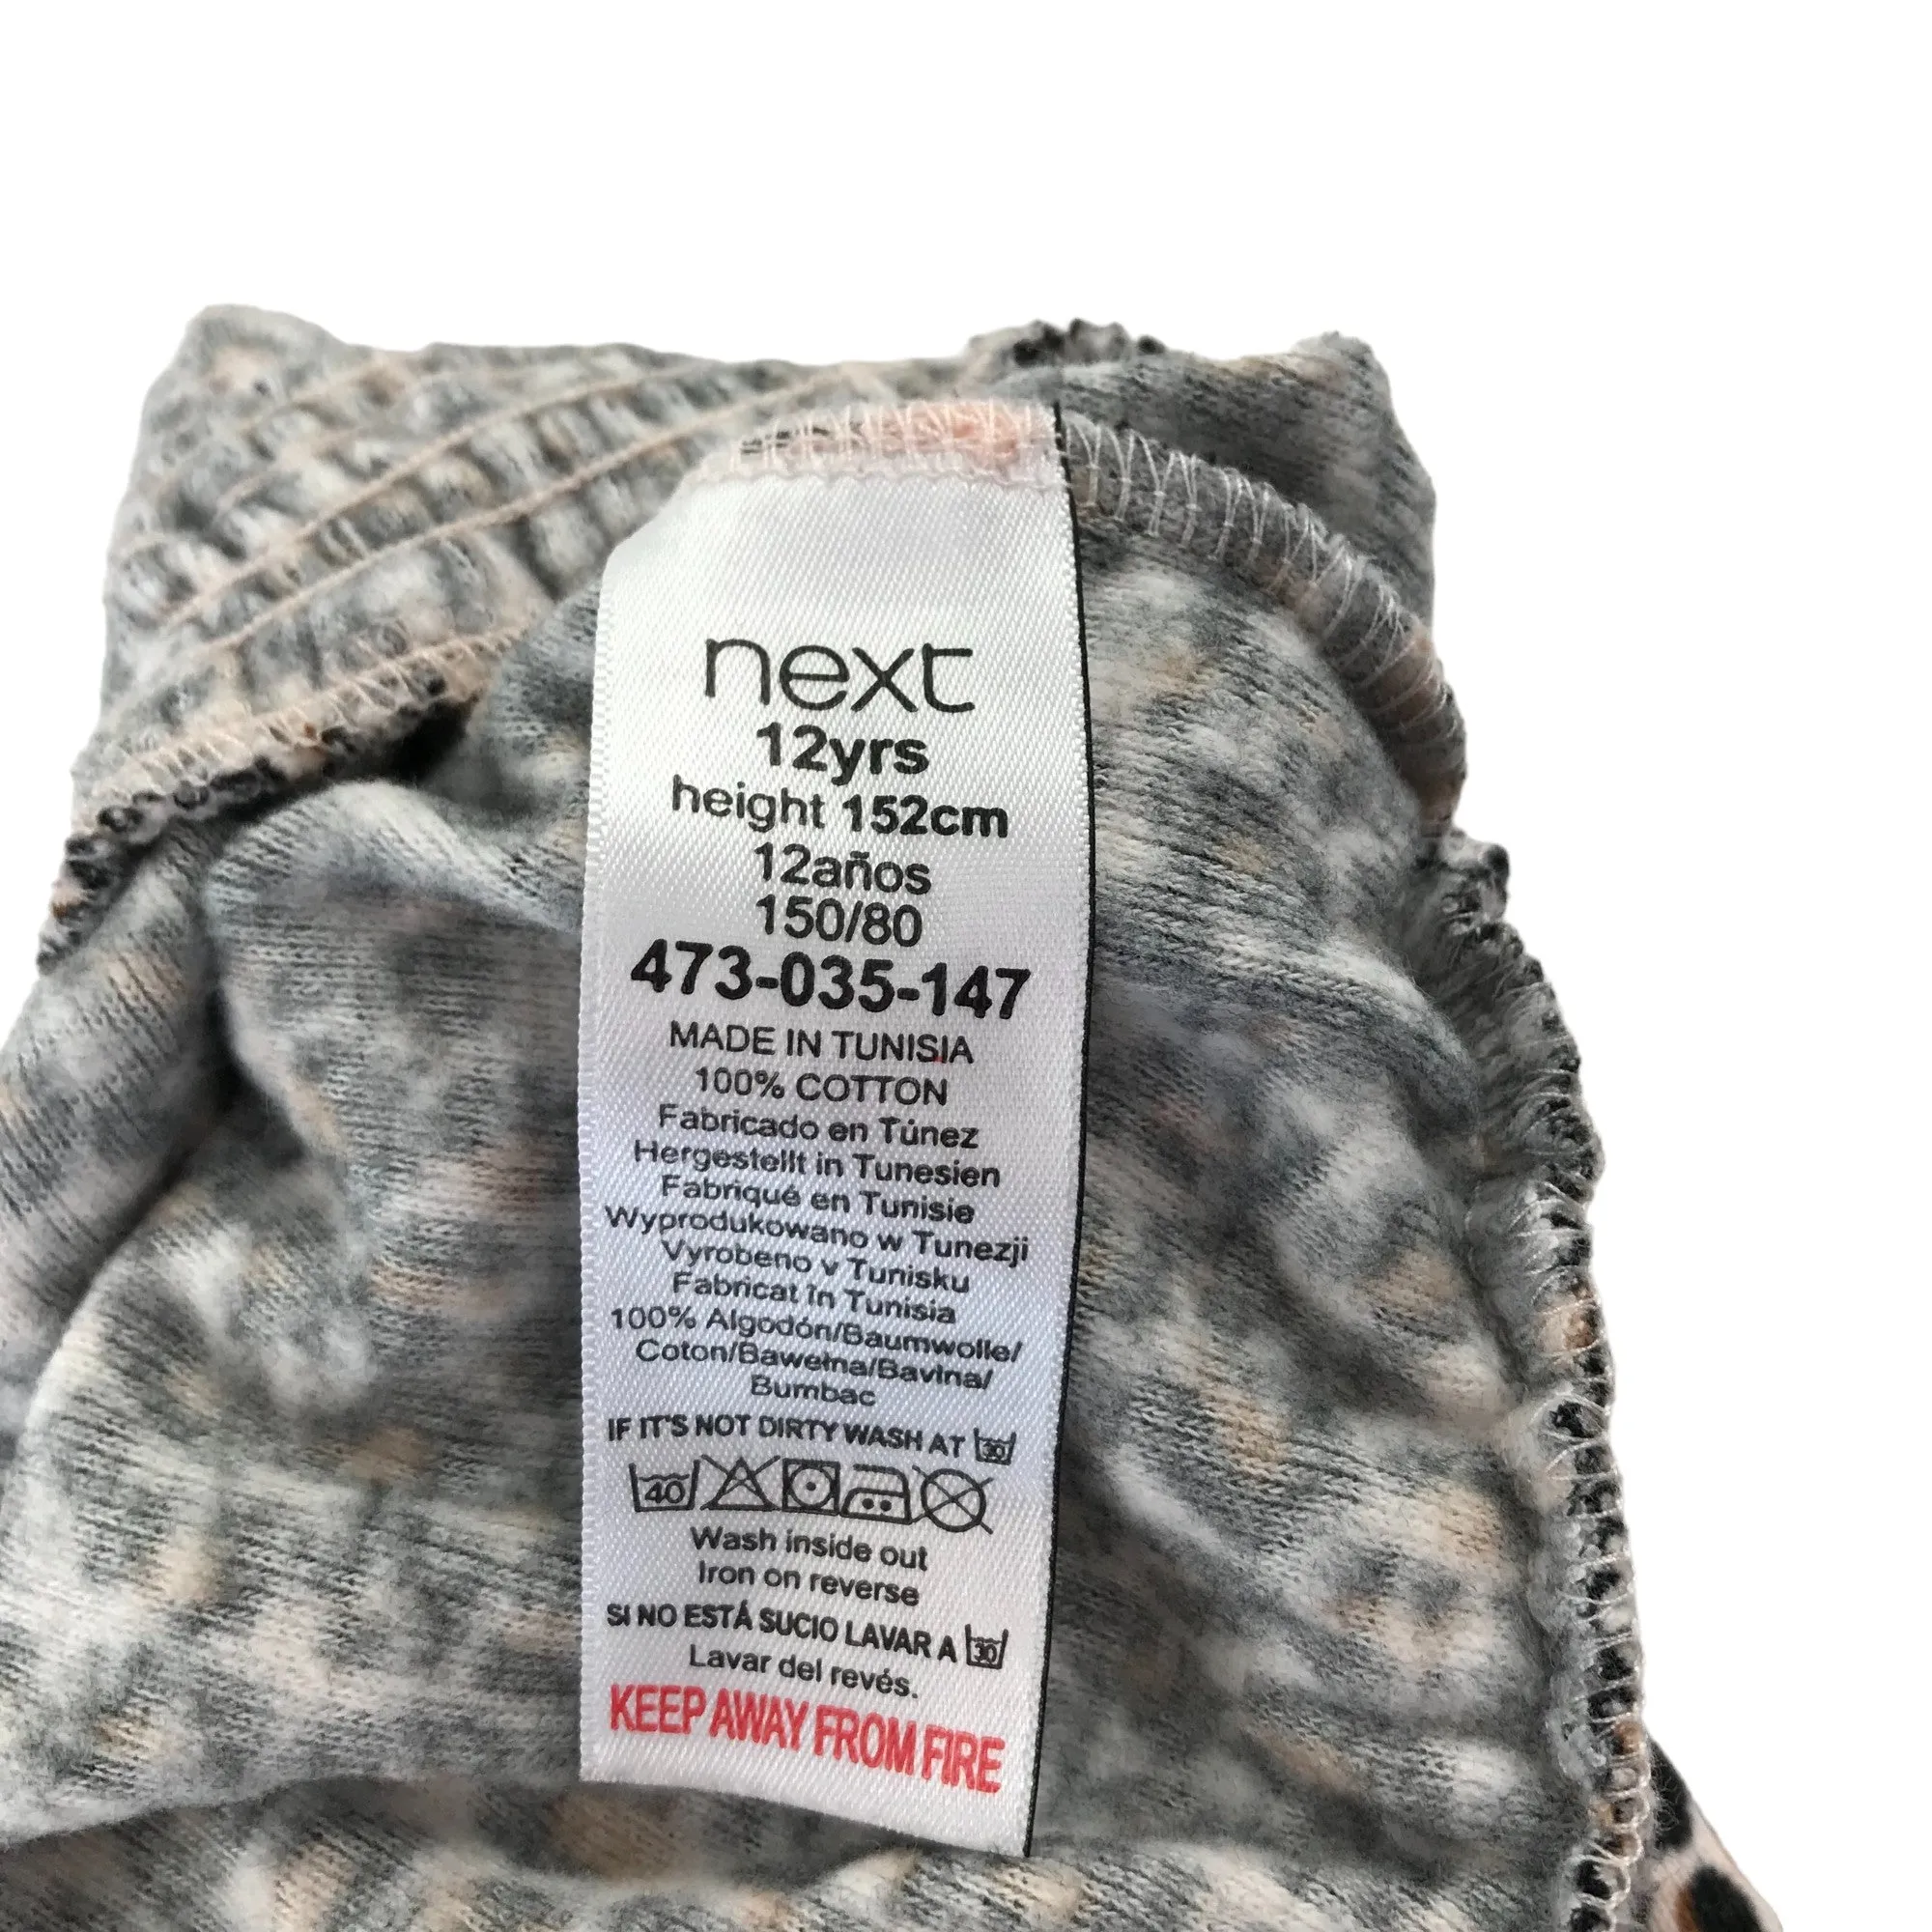 next
12yrs
height 152cm
12años
150/80
473-035-147
MADE IN TUNISIA
100% COTTON
Fabricado en Túnez
Hergestellt in Tunesien
Fabriqué en Tunisie
Wyprodukowano w Tunezji
Vyrobeno v Tunisku
Fabricat în Tunisia
100% Algodón/Baumwolle/
Coton/Bawełna/Bavlna/
Bumbac
IF IT'S NOT DIRTY WASH AT 30
40
Wash inside out
Iron on reverse
SI NO ESTÁ SUCIO LAVAR A 30
Lavar del revés.
KEEP AWAY FROM FIRE